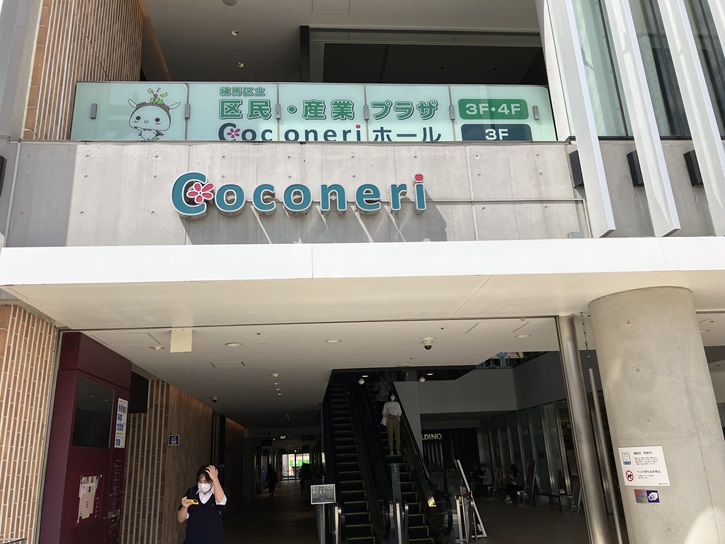 練馬区立
区民・産業プラザ 3F・4F
Coconeriホール 3F
Coconeri
LDINO